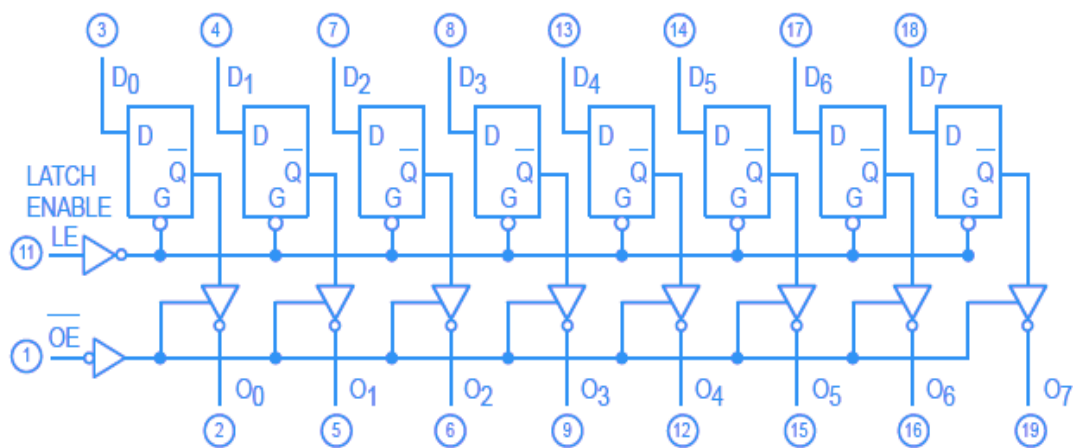 3 4 7 8 13 14 17 18
D0 D1 D2 D3 D4 D5 D6 D7
D D D D D D D D
Q̅ Q̅ Q̅ Q̅ Q̅ Q̅ Q̅ Q̅
LATCH
ENABLE
G G G G G G G G
11 LE
1 O̅E̅
O0 O1 O2 O3 O4 O5 O6 O7
2 5 6 9 12 15 16 19